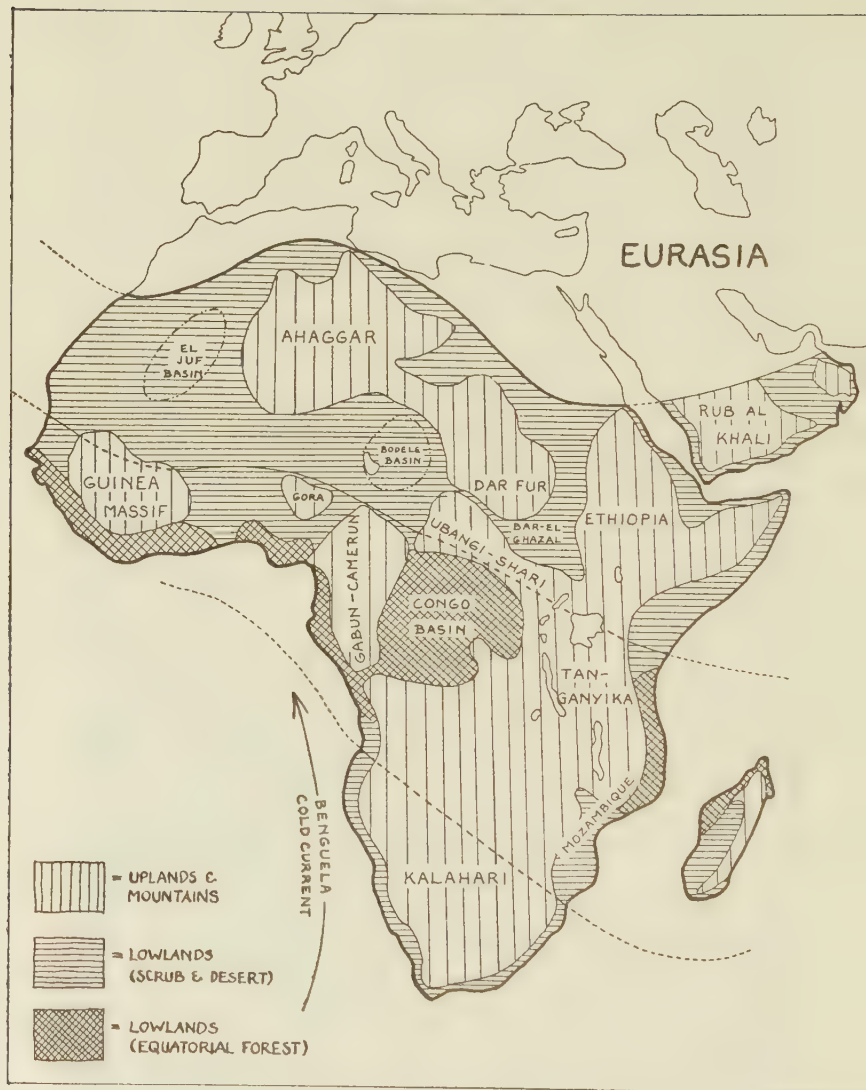 EURASIA
AHAGGAR
EL
JUF
BASIN
RUB AL
KHALI
BODELE
BASIN
GUINEA
MASSIF
GORA
DAR FUR
BAR-EL
GHAZAL
ETHIOPIA
UBANGI-SHARI
GABUN-CAMERUN
CONGO
BASIN
TAN-
GANYIKA
MOZAMBIQUE
KALAHARI
BENGUELA
COLD CURRENT
= UPLANDS &
MOUNTAINS
= LOWLANDS
(SCRUB & DESERT)
= LOWLANDS
(EQUATORIAL FOREST)